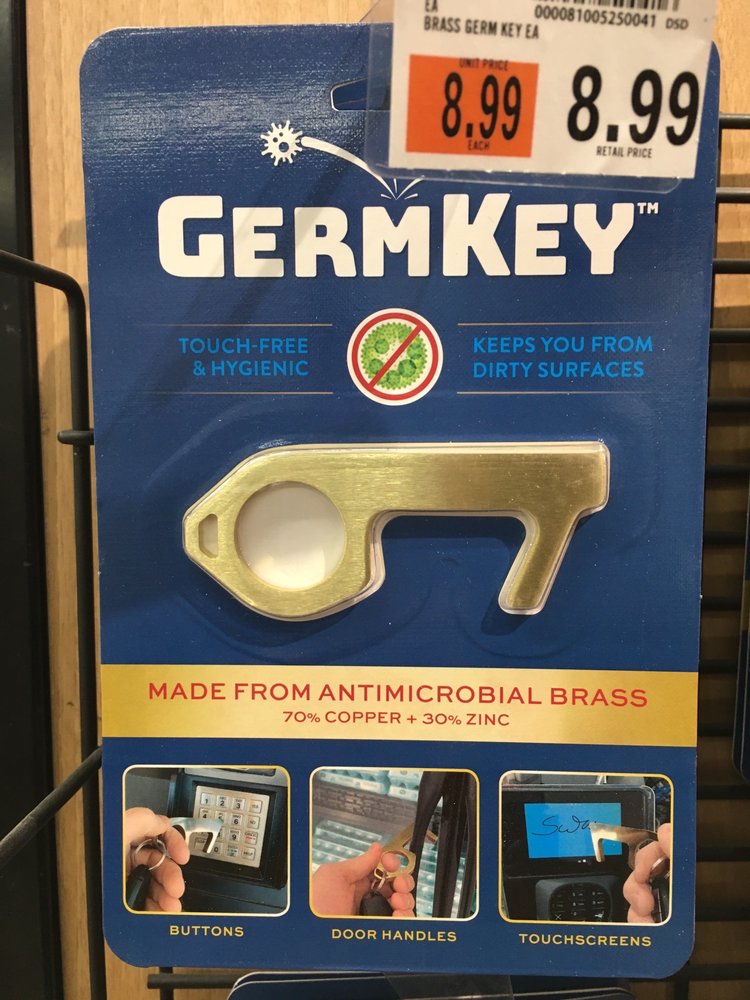 EA
000081005250041 DSD
BRASS GERM KEY EA
UNIT PRICE
8.99
EACH
8.99
RETAIL PRICE
GERMKEY™
TOUCH-FREE
& HYGIENIC
KEEPS YOU FROM
DIRTY SURFACES
MADE FROM ANTIMICROBIAL BRASS
70% COPPER + 30% ZINC
BUTTONS
DOOR HANDLES
TOUCHSCREENS